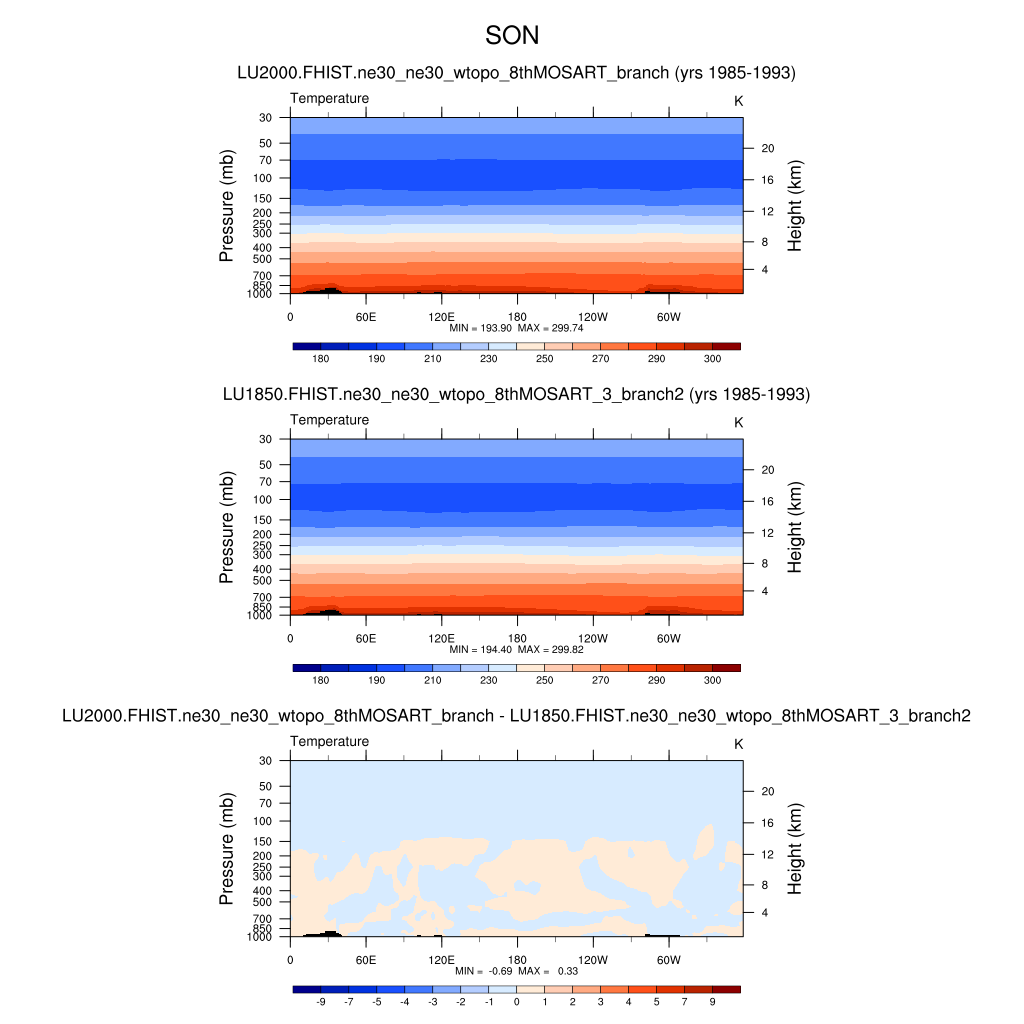 SON
LU2000.FHIST.ne30_ne30_wtopo_8thMOSART_branch (yrs 1985-1993)
Temperature K
30
50
70
100
150
200
250
300
400
500
700
850
1000
Pressure (mb)
20
16
12
8
4
Height (km)
0 60E 120E 180 120W 60W
MIN = 193.90 MAX = 299.74
180 190 210 230 250 270 290 300
LU1850.FHIST.ne30_ne30_wtopo_8thMOSART_3_branch2 (yrs 1985-1993)
Temperature K
30
50
70
100
150
200
250
300
400
500
700
850
1000
Pressure (mb)
20
16
12
8
4
Height (km)
0 60E 120E 180 120W 60W
MIN = 194.40 MAX = 299.82
180 190 210 230 250 270 290 300
LU2000.FHIST.ne30_ne30_wtopo_8thMOSART_branch - LU1850.FHIST.ne30_ne30_wtopo_8thMOSART_3_branch2
Temperature K
30
50
70
100
150
200
250
300
400
500
700
850
1000
Pressure (mb)
20
16
12
8
4
Height (km)
0 60E 120E 180 120W 60W
MIN = -0.69 MAX = 0.33
-9 -7 -5 -4 -3 -2 -1 0 1 2 3 4 5 7 9